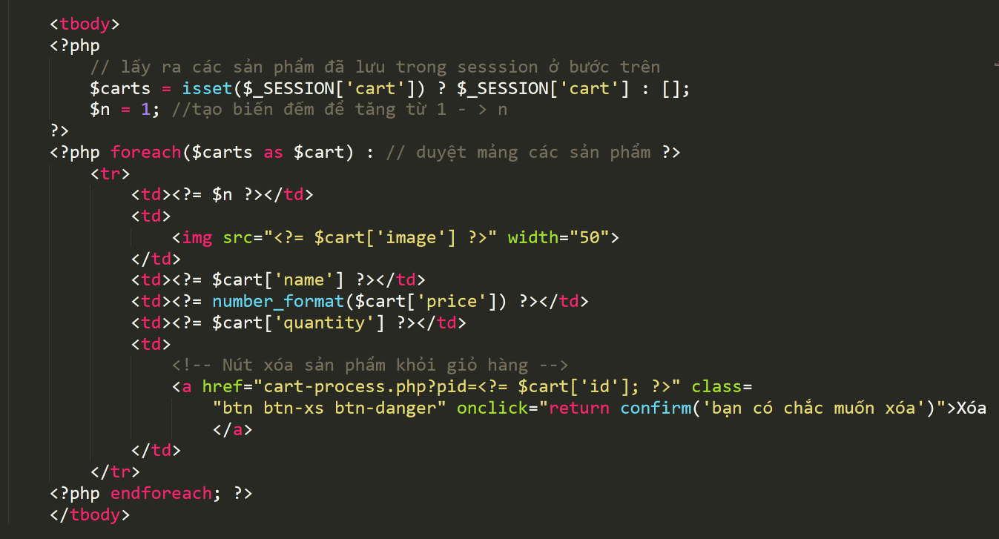 <tbody>
<?php
// lấy ra các sản phẩm đã lưu trong sesssion ở bước trên
$carts = isset($_SESSION['cart']) ? $_SESSION['cart'] : [];
$n = 1; //tạo biến đếm để tăng từ 1 - > n
?>
<?php foreach($carts as $cart) : // duyệt mảng các sản phẩm ?>
<tr>
<td><?= $n ?></td>
<td>
<img src="<?= $cart['image'] ?>" width="50">
</td>
<td><?= $cart['name'] ?></td>
<td><?= number_format($cart['price']) ?></td>
<td><?= $cart['quantity'] ?></td>
<td>
<!-- Nút xóa sản phẩm khỏi giỏ hàng -->
<a href="cart-process.php?pid=<?= $cart['id']; ?>" class=
"btn btn-xs btn-danger" onclick="return confirm('bạn có chắc muốn xóa')">Xóa
</a>
</td>
</tr>
<?php endforeach; ?>
</tbody>